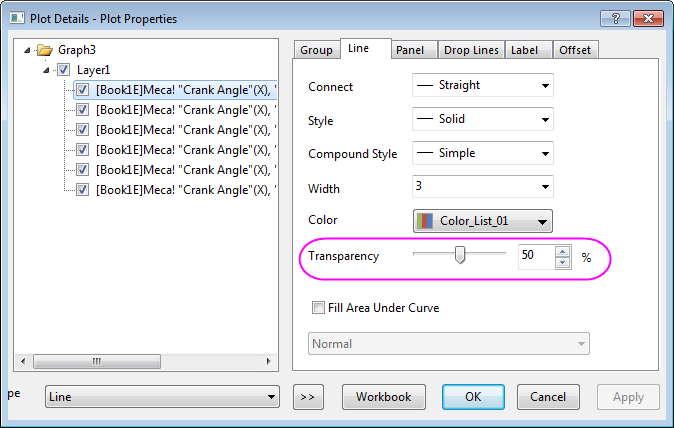 Plot Details - Plot Properties
Graph3
Layer1
[Book1E]Meca! "Crank Angle"(X), '
[Book1E]Meca! "Crank Angle"(X), '
[Book1E]Meca! "Crank Angle"(X), '
[Book1E]Meca! "Crank Angle"(X), '
[Book1E]Meca! "Crank Angle"(X), '
[Book1E]Meca! "Crank Angle"(X), '
Group Line Panel Drop Lines Label Offset
Connect Straight
Style Solid
Compound Style Simple
Width 3
Color Color_List_01
Transparency 50 %
Fill Area Under Curve
Normal
pe Line >> Workbook OK Cancel Apply